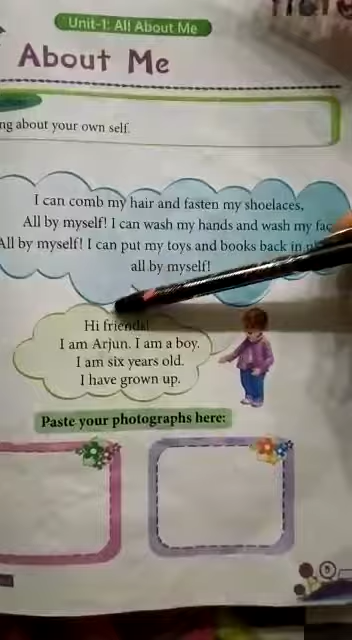 Unit-1: All About Me
About Me
ng about your own self.
I can comb my hair and fasten my shoelaces,
All by myself! I can wash my hands and wash my fac
All by myself! I can put my toys and books back in
all by myself!
Hi friends!
I am Arjun. I am a boy.
I am six years old.
I have grown up.
Paste your photographs here:
5